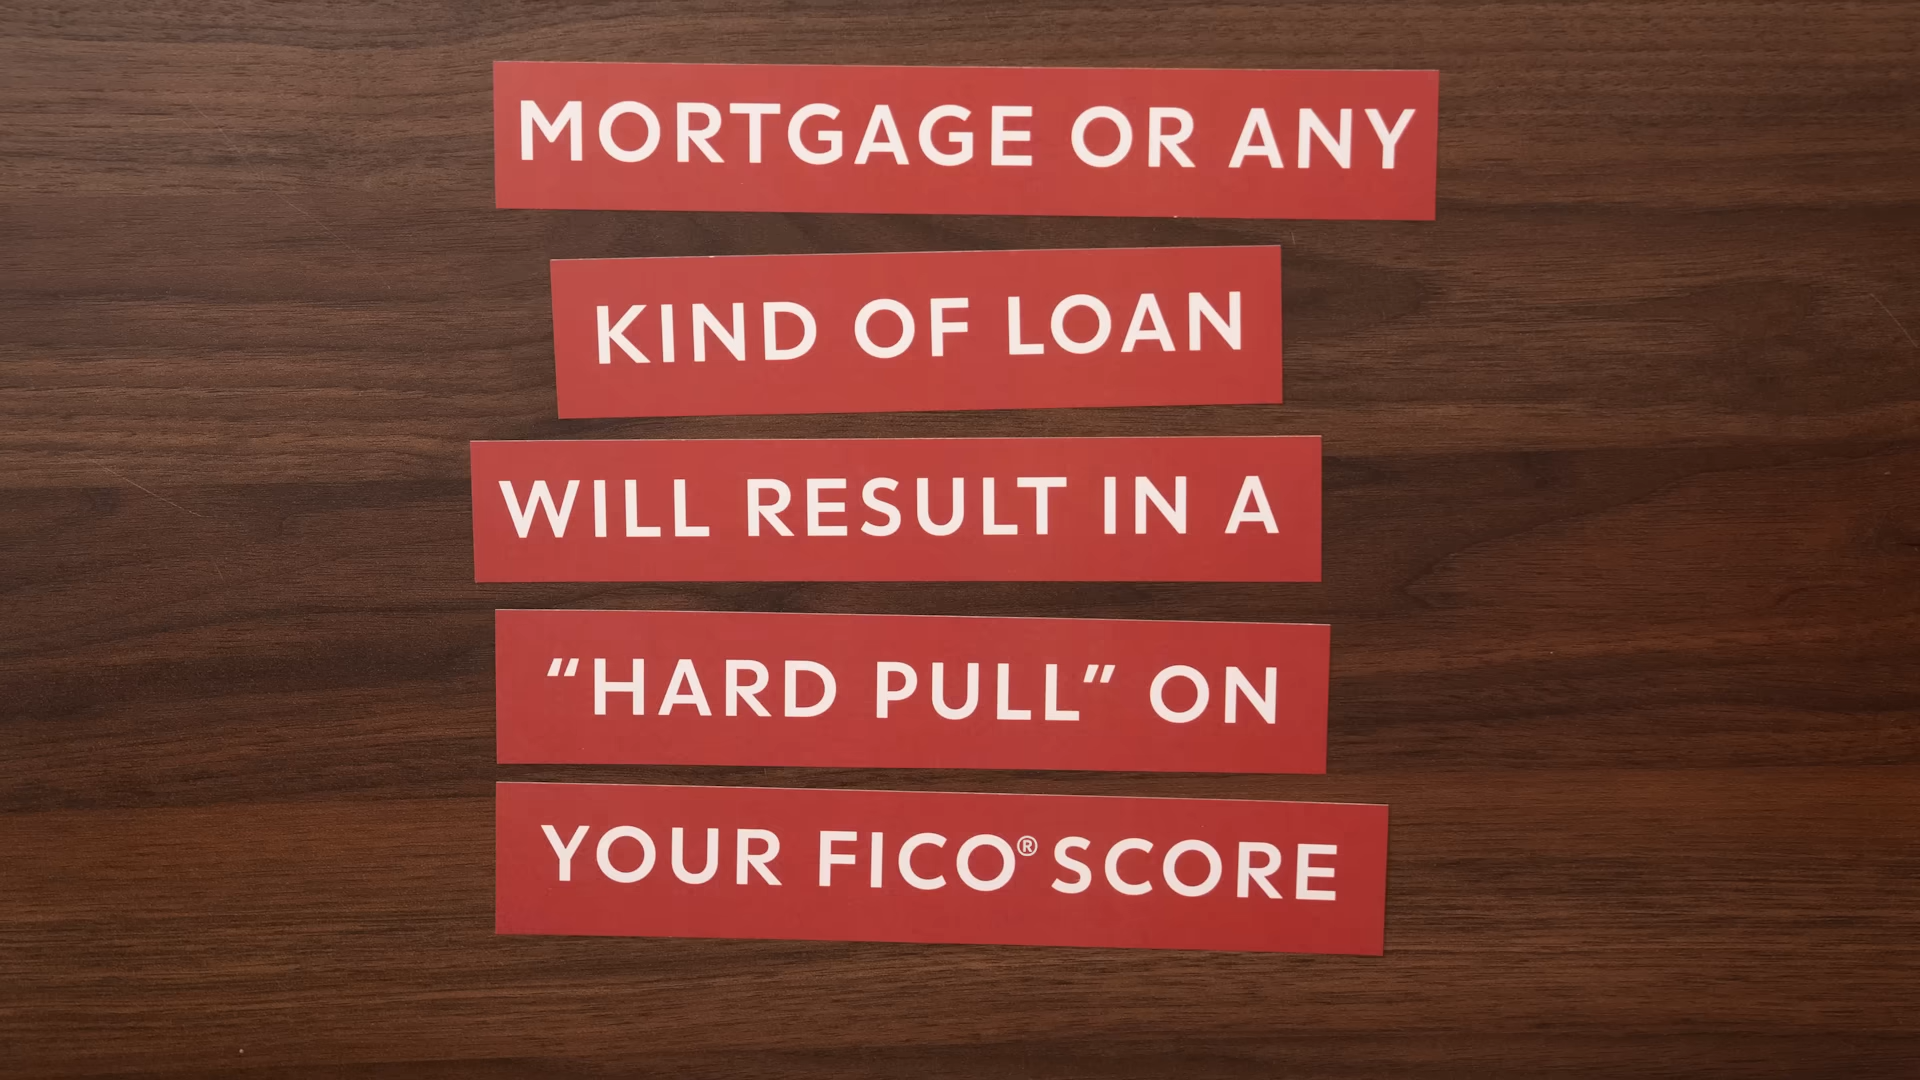 MORTGAGE OR ANY
KIND OF LOAN
WILL RESULT IN A
“HARD PULL” ON
YOUR FICO® SCORE